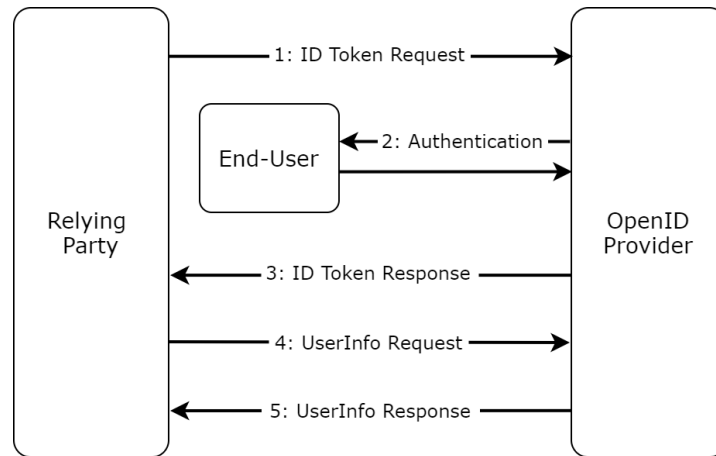 1: ID Token Request
2: Authentication
End-User
Relying
Party
OpenID
Provider
3: ID Token Response
4: UserInfo Request
5: UserInfo Response